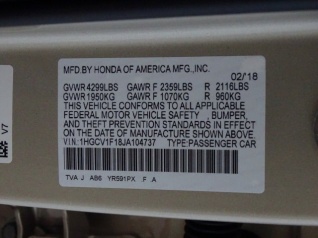 MFD.BY HONDA OF AMERICA MFG.,INC.
02/18
GVWR 4299LBS GAWR F 2359LBS R 2116LBS
GVWR 1950KG GAWR F 1070KG R 960KG
THIS VEHICLE CONFORMS TO ALL APPLICABLE
FEDERAL MOTOR VEHICLE SAFETY, BUMPER,
AND THEFT PREVENTION STANDARDS IN EFFECT
ON THE DATE OF MANUFACTURE SHOWN ABOVE.
V.I.N: 1HGCV1F18JA104737 TYPE:PASSENGER CAR
TVA J AB6 YR591PX F A
V7